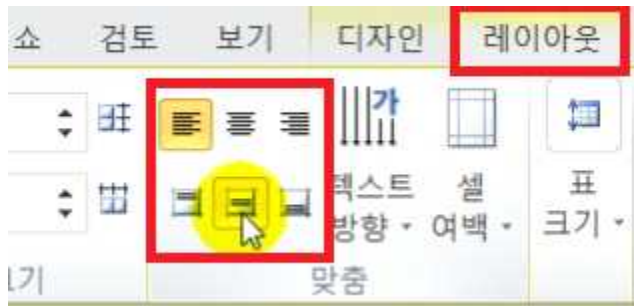 쇼 검토 보기 디자인 레이아웃
가
텍스트 셀 표
방향 여백 크기
맞춤